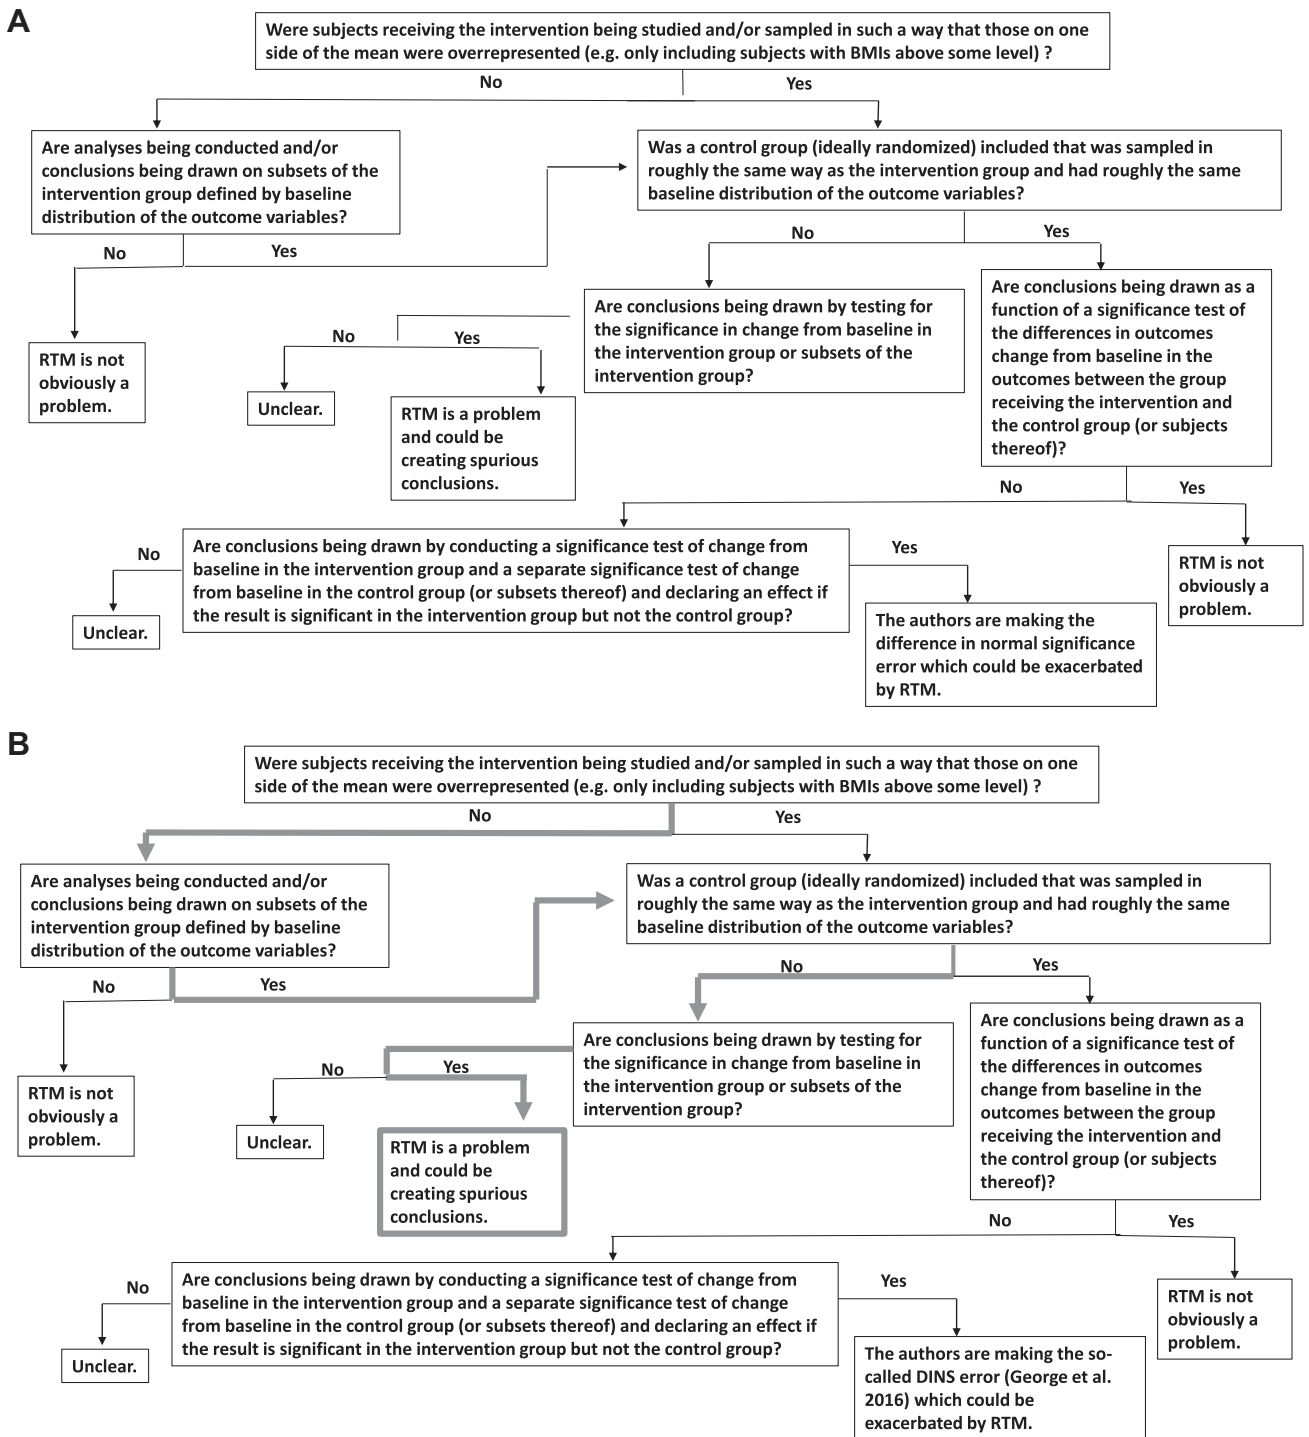 A
Were subjects receiving the intervention being studied and/or sampled in such a way that those on one
side of the mean were overrepresented (e.g. only including subjects with BMIs above some level) ?
No
Yes
Are analyses being conducted and/or
conclusions being drawn on subsets of the
intervention group defined by baseline
distribution of the outcome variables?
Was a control group (ideally randomized) included that was sampled in
roughly the same way as the intervention group and had roughly the same
baseline distribution of the outcome variables?
No
Yes
No
Yes
RTM is not
obviously a
problem.
Are conclusions being drawn by testing for
the significance in change from baseline in
the intervention group or subsets of the
intervention group?
Are conclusions being drawn as a
function of a significance test of
the differences in outcomes
change from baseline in the
outcomes between the group
receiving the intervention and
the control group (or subjects
thereof)?
No
Yes
Unclear.
RTM is a problem
and could be
creating spurious
conclusions.
No
Yes
Are conclusions being drawn by conducting a significance test of change from
baseline in the intervention group and a separate significance test of change
from baseline in the control group (or subsets thereof) and declaring an effect if
the result is significant in the intervention group but not the control group?
No
Yes
Unclear.
The authors are making the
difference in normal significance
error which could be exacerbated
by RTM.
RTM is not
obviously a
problem.
B
Were subjects receiving the intervention being studied and/or sampled in such a way that those on one
side of the mean were overrepresented (e.g. only including subjects with BMIs above some level) ?
No
Yes
Are analyses being conducted and/or
conclusions being drawn on subsets of the
intervention group defined by baseline
distribution of the outcome variables?
Was a control group (ideally randomized) included that was sampled in
roughly the same way as the intervention group and had roughly the same
baseline distribution of the outcome variables?
No
Yes
No
Yes
RTM is not
obviously a
problem.
Are conclusions being drawn by testing for
the significance in change from baseline in
the intervention group or subsets of the
intervention group?
Are conclusions being drawn as a
function of a significance test of
the differences in outcomes
change from baseline in the
outcomes between the group
receiving the intervention and
the control group (or subjects
thereof)?
No
Yes
Unclear.
RTM is a problem
and could be
creating spurious
conclusions.
No
Yes
Are conclusions being drawn by conducting a significance test of change from
baseline in the intervention group and a separate significance test of change
from baseline in the control group (or subsets thereof) and declaring an effect if
the result is significant in the intervention group but not the control group?
No
Yes
Unclear.
The authors are making the so-
called DINS error (George et al.
2016) which could be
exacerbated by RTM.
RTM is not
obviously a
problem.